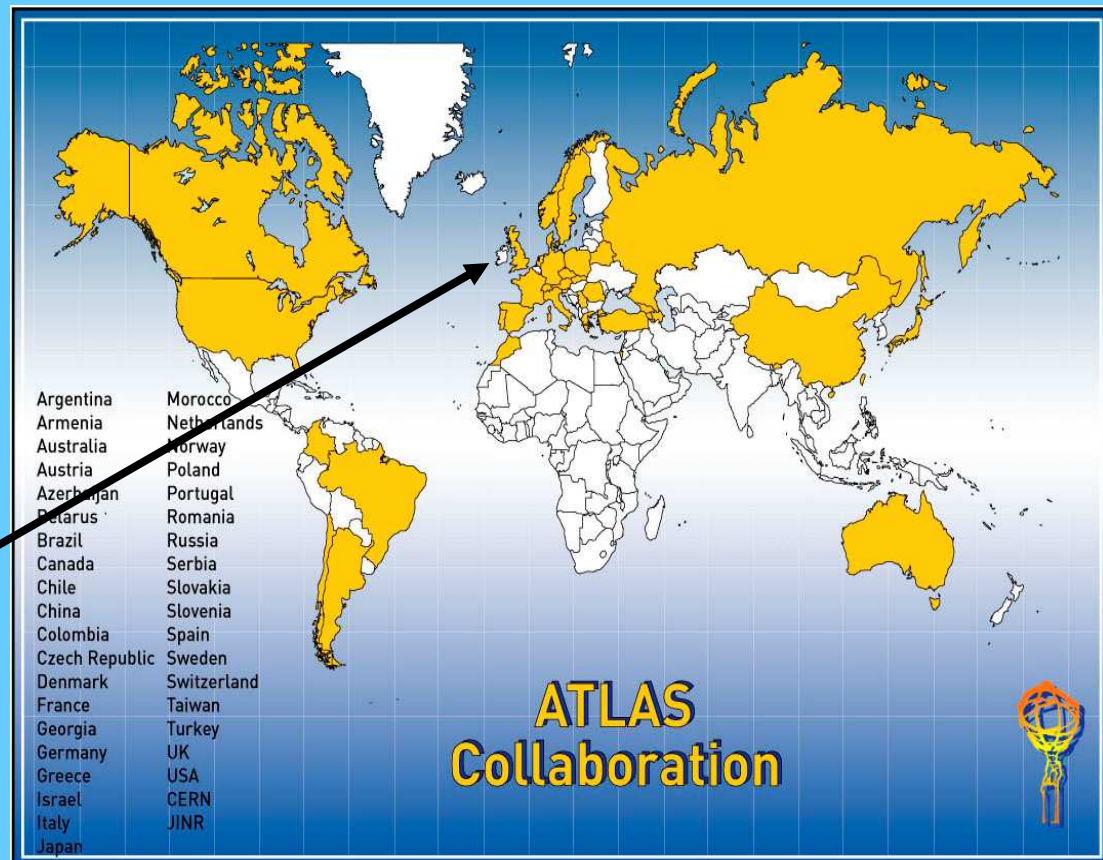 Argentina
Armenia
Australia
Austria
Azerbaijan
Belarus
Brazil
Canada
Chile
China
Colombia
Czech Republic
Denmark
France
Georgia
Germany
Greece
Israel
Italy
Japan
Morocco
Netherlands
Norway
Poland
Portugal
Romania
Russia
Serbia
Slovakia
Slovenia
Spain
Sweden
Switzerland
Taiwan
Turkey
UK
USA
CERN
JINR
ATLAS
Collaboration